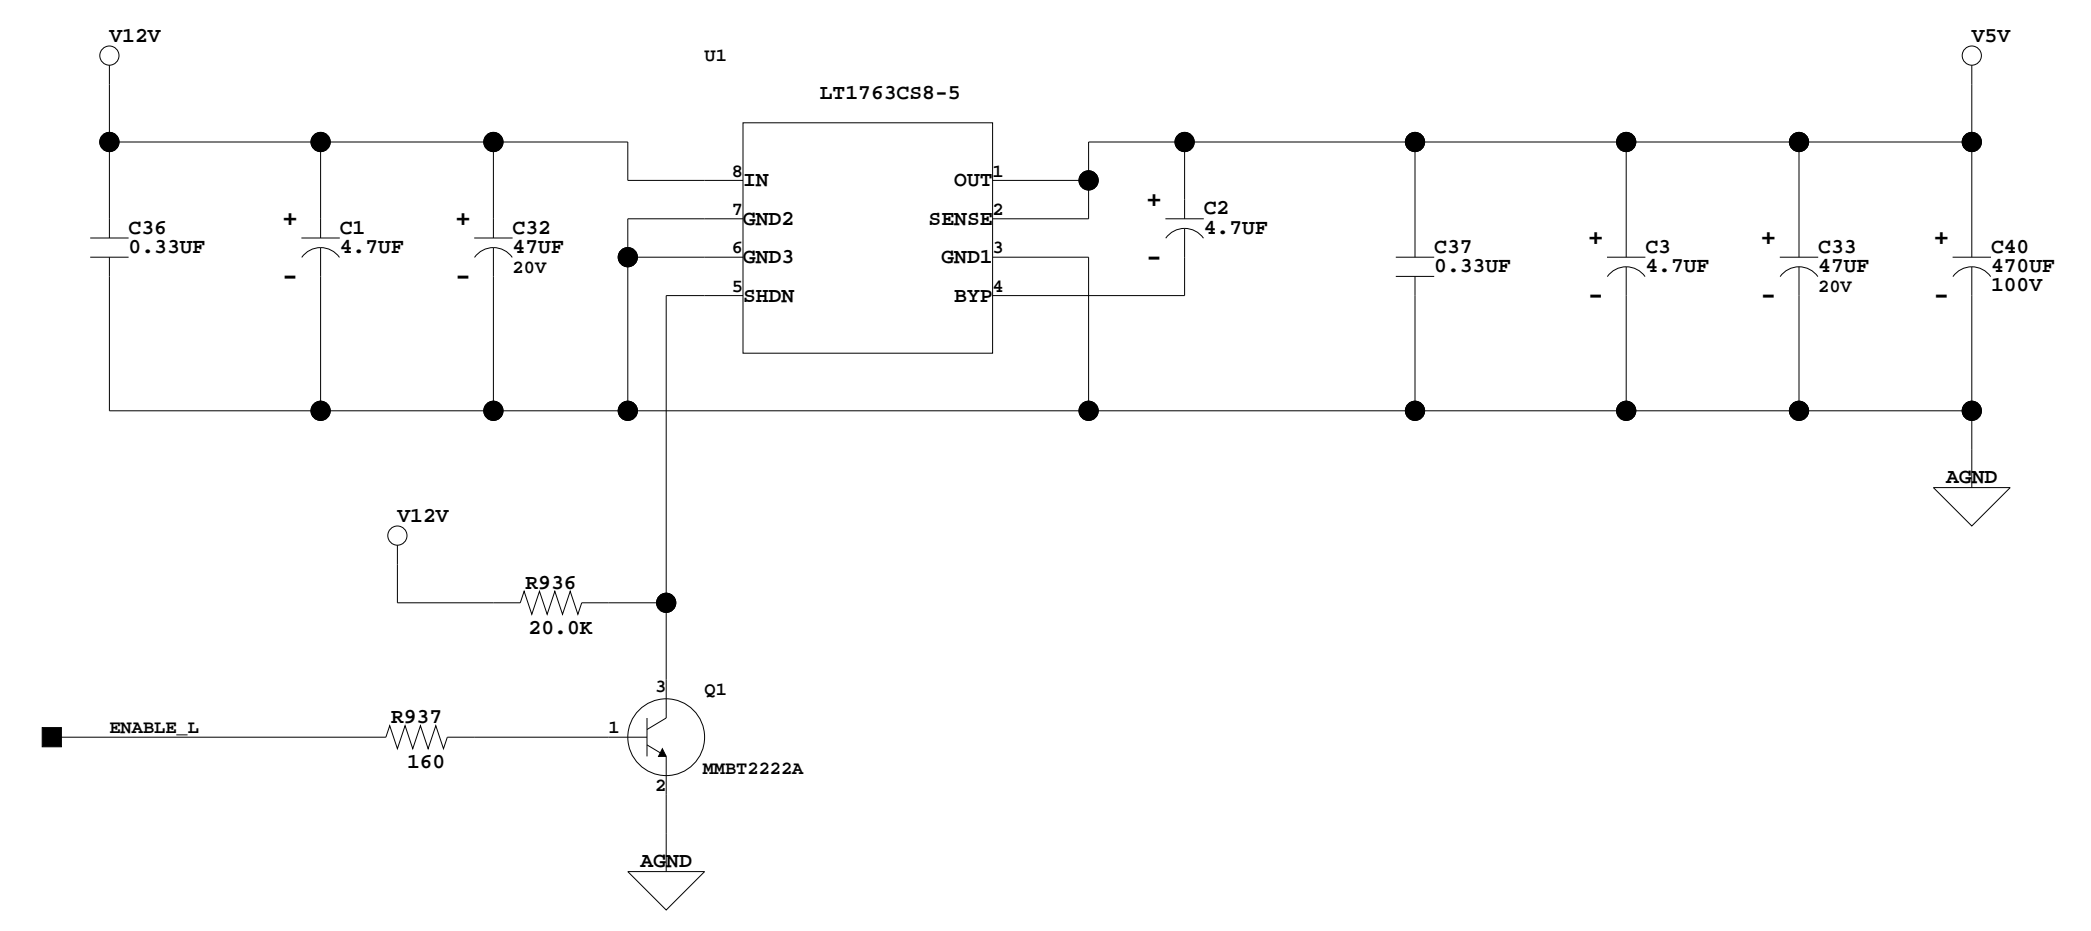 V12V
V5V
U1
LT1763CS8-5
8 IN
OUT 1
7 GND2
SENSE 2
6 GND3
GND1 3
5 SHDN
BYP 4
C36
0.33UF
+
C1
4.7UF
-
+
C32
47UF
20V
-
+
C2
4.7UF
-
C37
0.33UF
+
C3
4.7UF
-
+
C33
47UF
20V
-
+
C40
470UF
100V
-
AGND
V12V
R936
20.0K
3
Q1
ENABLE_L
R937
160
1
MMBT2222A
2
AGND